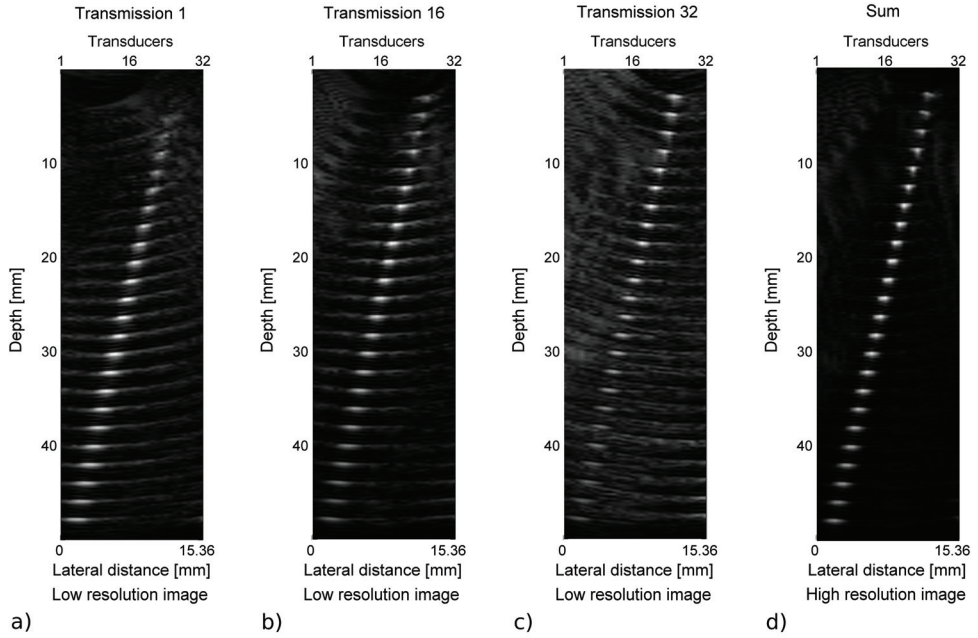 Transmission 1
Transducers
1 16 32
10
20
30
40
Depth [mm]
0 15.36
Lateral distance [mm]
Low resolution image
a)
Transmission 16
Transducers
1 16 32
10
20
30
40
Depth [mm]
0 15.36
Lateral distance [mm]
Low resolution image
b)
Transmission 32
Transducers
1 16 32
10
20
30
40
Depth [mm]
0 15.36
Lateral distance [mm]
Low resolution image
c)
Sum
Transducers
1 16 32
10
20
30
40
Depth [mm]
0 15.36
Lateral distance [mm]
High resolution image
d)